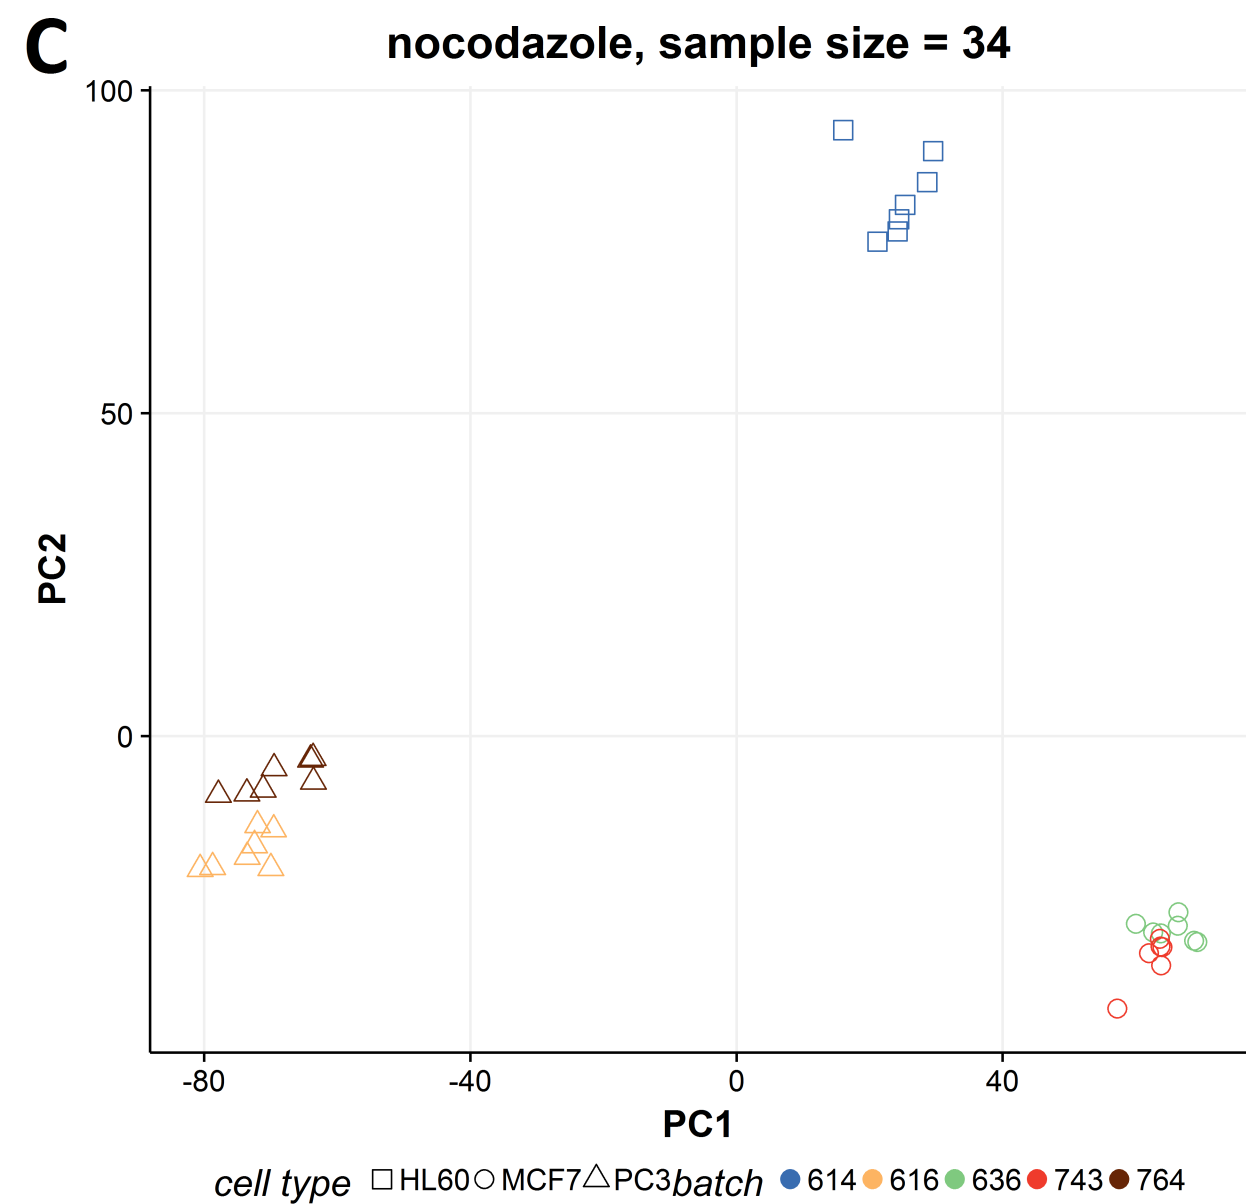 C
nocodazole, sample size = 34
100
50
0
PC2
-80 -40 0 40
PC1
cell type HL60 MCF7 PC3 batch 614 616 636 743 764